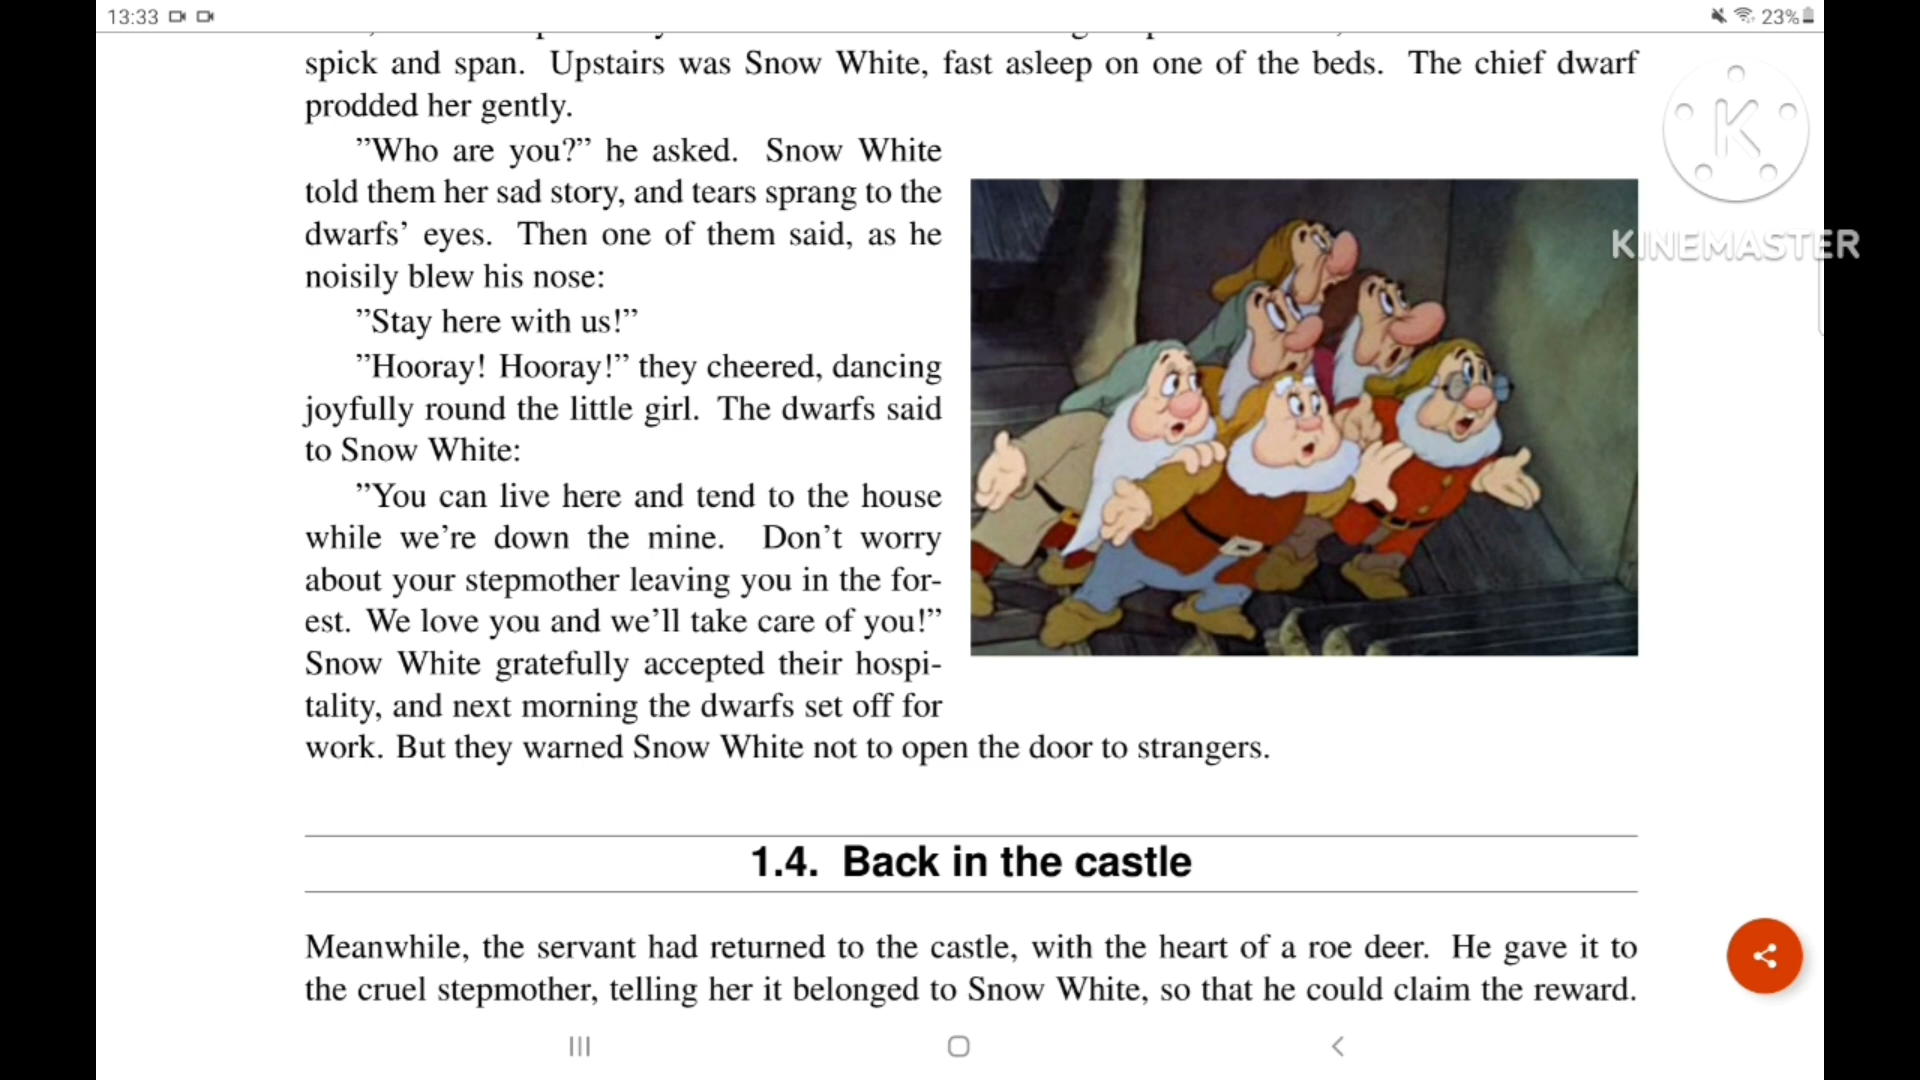 13:33
23%
spick and span. Upstairs was Snow White, fast asleep on one of the beds. The chief dwarf
prodded her gently.
”Who are you?” he asked. Snow White
told them her sad story, and tears sprang to the
dwarfs’ eyes. Then one of them said, as he
noisily blew his nose:
”Stay here with us!”
”Hooray! Hooray!” they cheered, dancing
joyfully round the little girl. The dwarfs said
to Snow White:
”You can live here and tend to the house
while we’re down the mine. Don’t worry
about your stepmother leaving you in the for-
est. We love you and we’ll take care of you!”
Snow White gratefully accepted their hospi-
tality, and next morning the dwarfs set off for
work. But they warned Snow White not to open the door to strangers.
K
KINEMASTER
1.4. Back in the castle
Meanwhile, the servant had returned to the castle, with the heart of a roe deer. He gave it to
the cruel stepmother, telling her it belonged to Snow White, so that he could claim the reward.